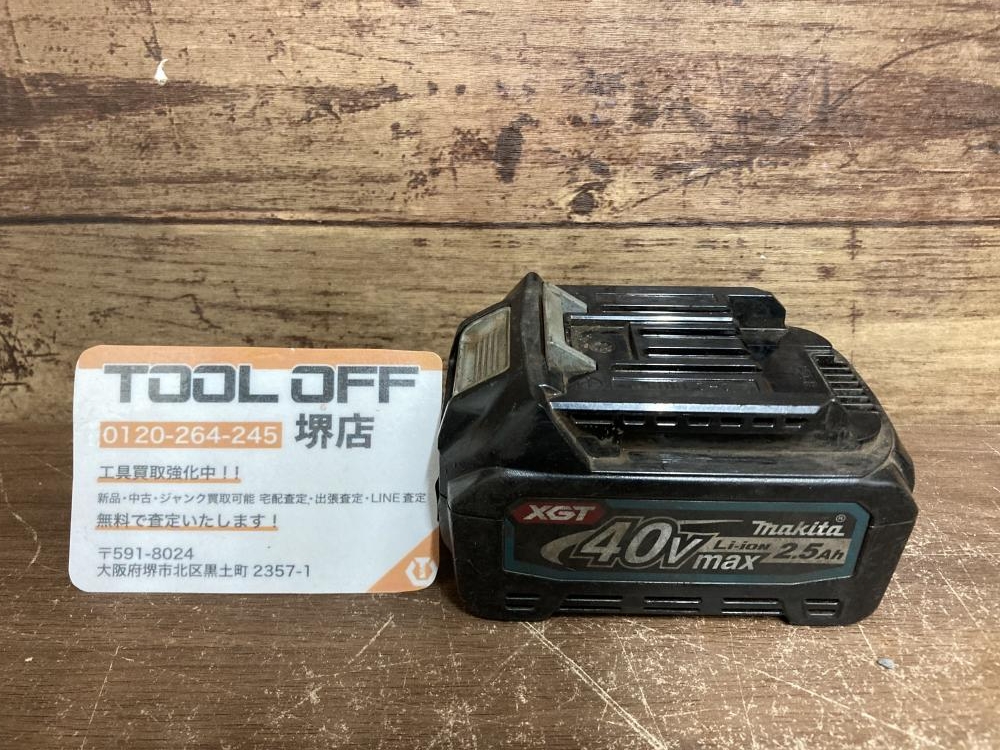 TOOL OFF
0120-264-245 堺店
工具買取強化中！！
新品・中古・ジャンク買取可能 宅配査定・出張査定・LINE査定
無料で査定いたします！
〒591-8024
大阪府堺市北区黒土町 2357-1
XGT
40Vmax
makita®
Li-ion 2.5Ah